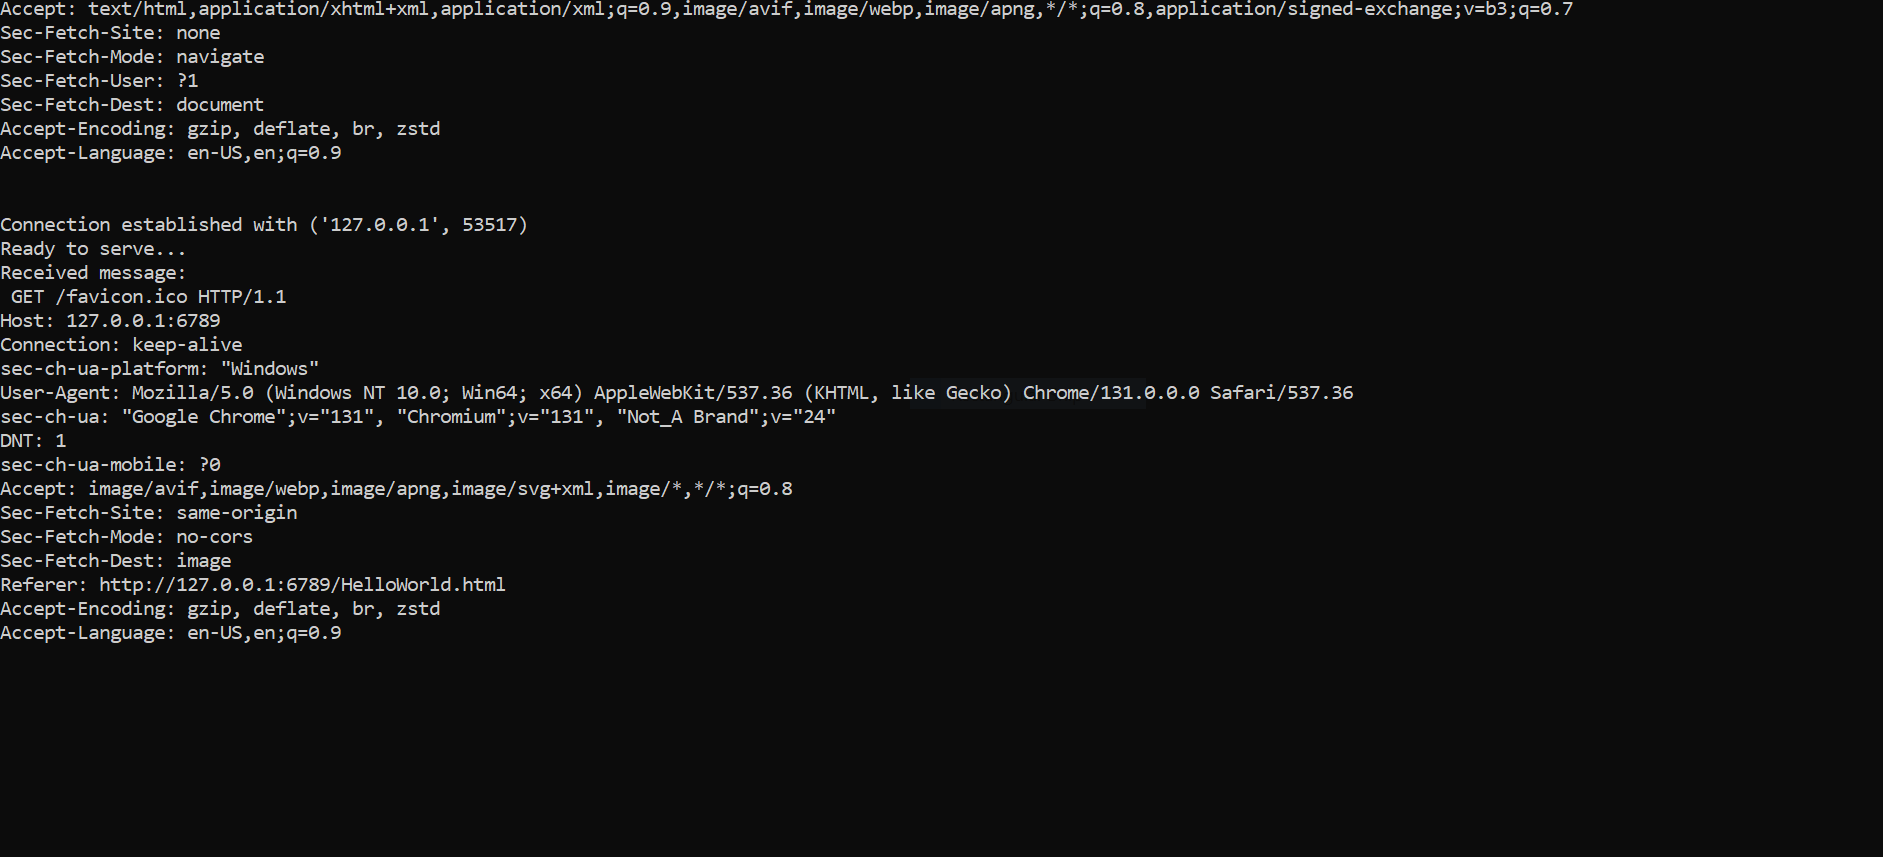 Accept: text/html,application/xhtml+xml,application/xml;q=0.9,image/avif,image/webp,image/apng,*/*;q=0.8,application/signed-exchange;v=b3;q=0.7
Sec-Fetch-Site: none
Sec-Fetch-Mode: navigate
Sec-Fetch-User: ?1
Sec-Fetch-Dest: document
Accept-Encoding: gzip, deflate, br, zstd
Accept-Language: en-US,en;q=0.9
Connection established with ('127.0.0.1', 53517)
Ready to serve...
Received message:
GET /favicon.ico HTTP/1.1
Host: 127.0.0.1:6789
Connection: keep-alive
sec-ch-ua-platform: "Windows"
User-Agent: Mozilla/5.0 (Windows NT 10.0; Win64; x64) AppleWebKit/537.36 (KHTML, like Gecko) Chrome/131.0.0.0 Safari/537.36
sec-ch-ua: "Google Chrome";v="131", "Chromium";v="131", "Not_A Brand";v="24"
DNT: 1
sec-ch-ua-mobile: ?0
Accept: image/avif,image/webp,image/apng,image/svg+xml,image/*,*/*;q=0.8
Sec-Fetch-Site: same-origin
Sec-Fetch-Mode: no-cors
Sec-Fetch-Dest: image
Referer: http://127.0.0.1:6789/HelloWorld.html
Accept-Encoding: gzip, deflate, br, zstd
Accept-Language: en-US,en;q=0.9